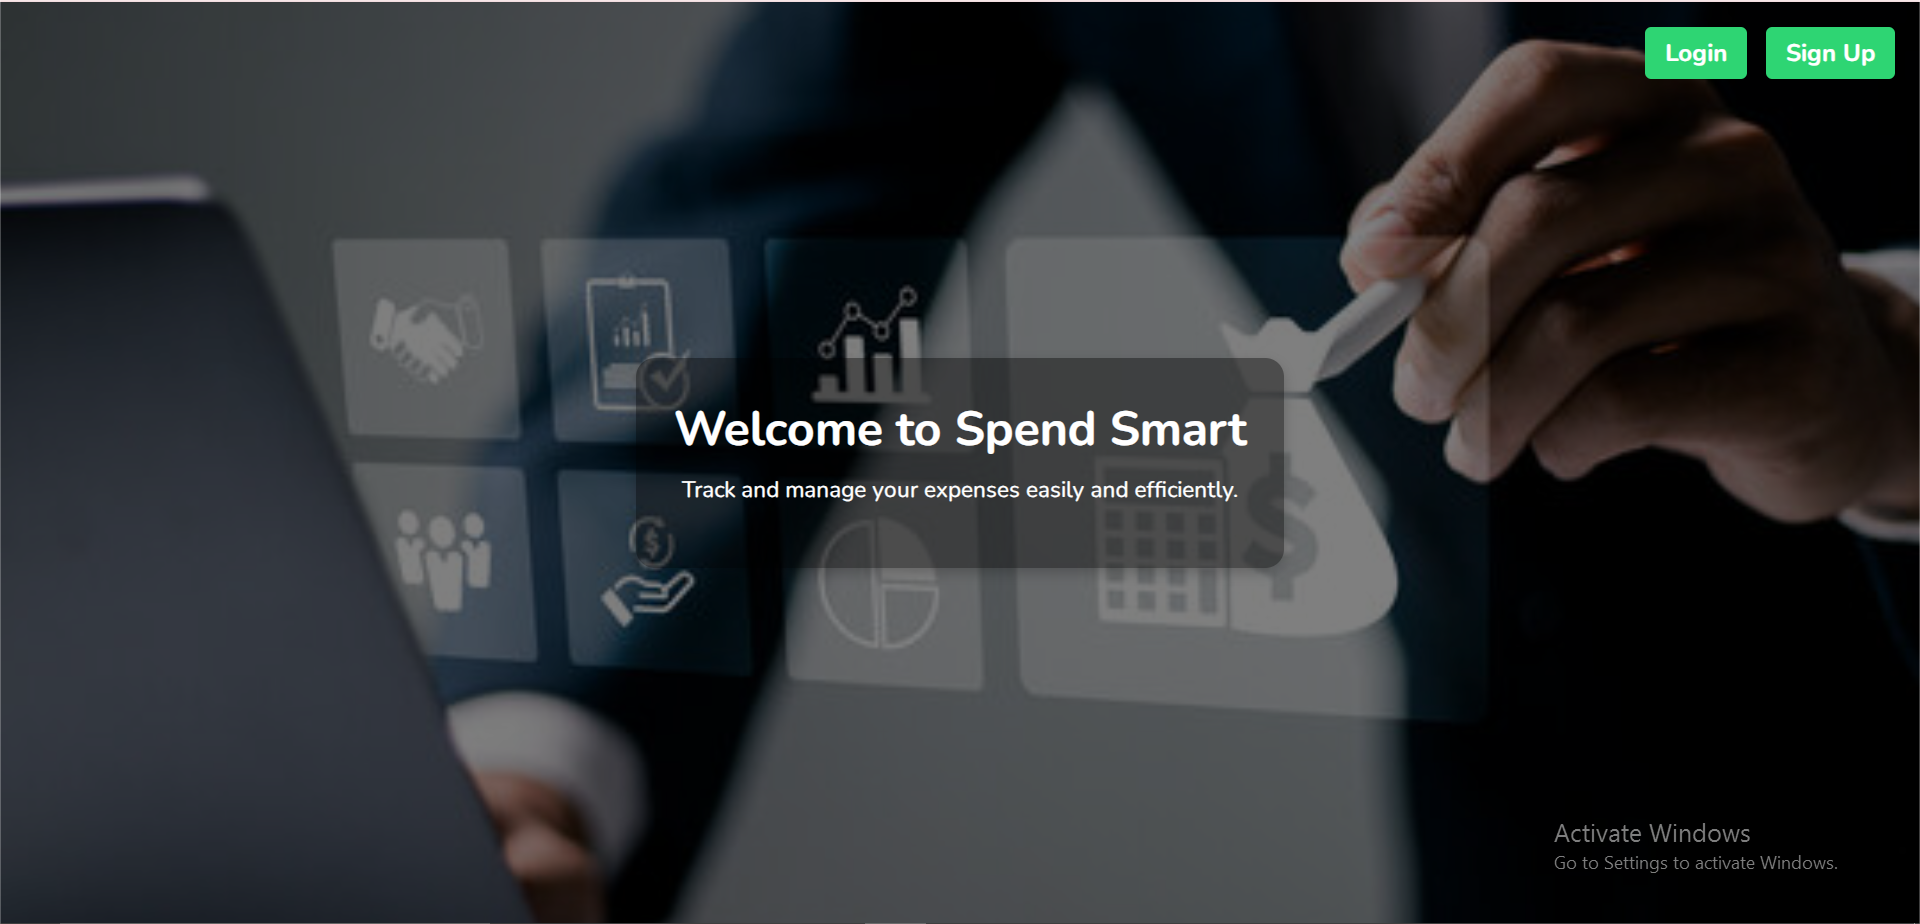 Login
Sign Up
Welcome to Spend Smart
Track and manage your expenses easily and efficiently.
$
$
Activate Windows
Go to Settings to activate Windows.